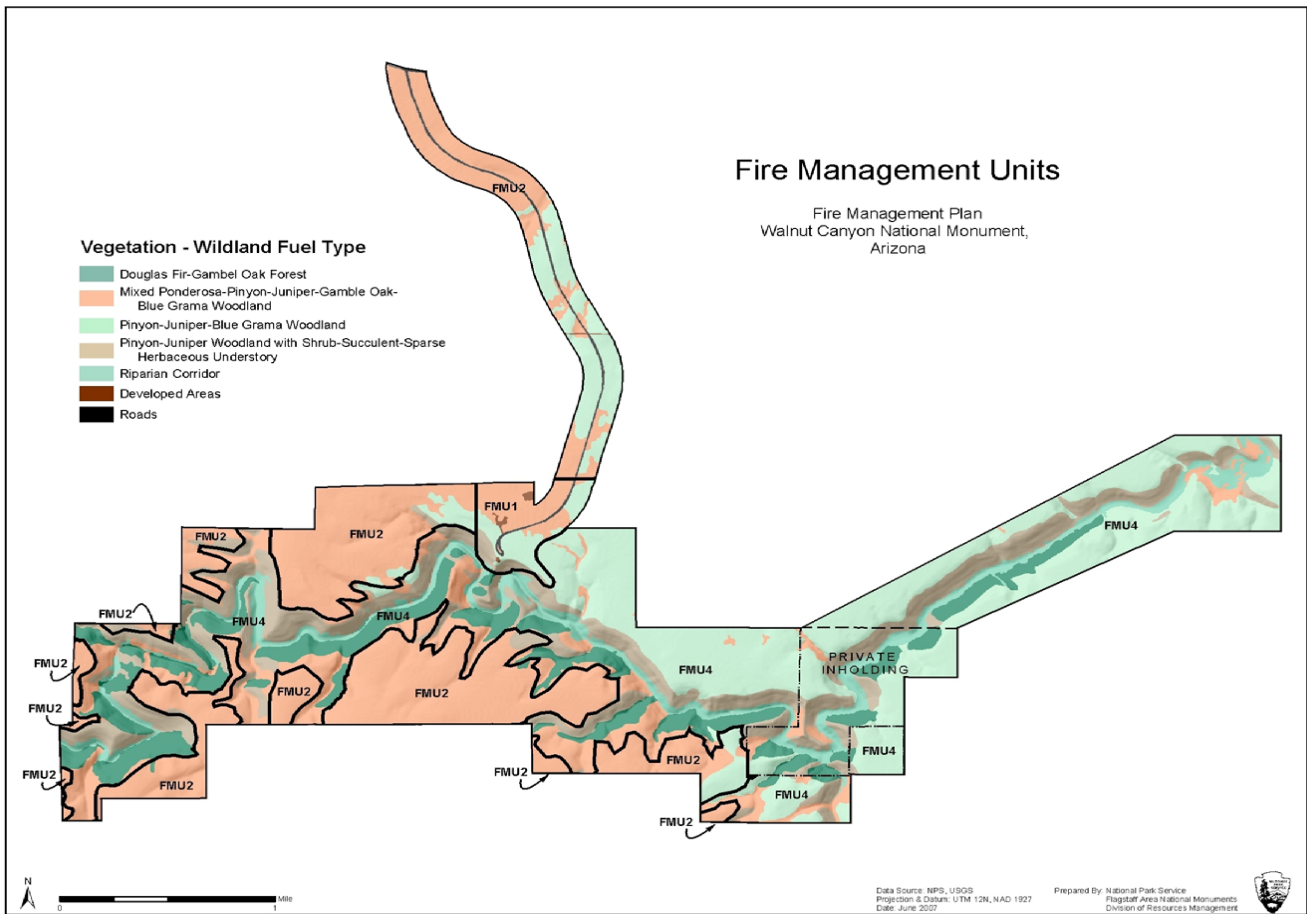 Fire Management Units
Fire Management Plan
Walnut Canyon National Monument,
Arizona
Vegetation - Wildland Fuel Type
Douglas Fir-Gambel Oak Forest
Mixed Ponderosa-Pinyon-Juniper-Gamble Oak-
Blue Grama Woodland
Pinyon-Juniper-Blue Grama Woodland
Pinyon-Juniper Woodland with Shrub-Succulent-Sparse
Herbaceous Understory
Riparian Corridor
Developed Areas
Roads
FMU2
FMU1
FMU2
FMU2
FMU4
FMU2
FMU4
FMU4
FMU2
FMU4
PRIVATE
INHOLDING
FMU2
FMU2
FMU2
FMU2
FMU4
FMU2
FMU2
FMU2
FMU2
FMU4
FMU2
N
0
1
Mile
Data Source: NPS, USGS
Projection & Datum: UTM 12N, NAD 1927
Date: June 2007
Prepared By: National Park Service
Flagstaff Area National Monuments
Division of Resources Management